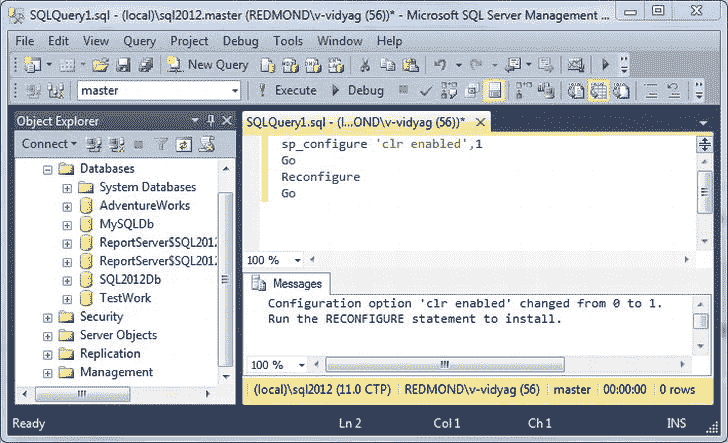 SQLQuery1.sql - (local)\sql2012.master (REDMOND\v-vidyag (56))* - Microsoft SQL Server Management ...
File Edit View Query Project Debug Tools Window Help
New Query
master Execute Debug
Object Explorer
Connect
Databases
System Databases
AdventureWorks
MySQLDb
ReportServer$SQL2012
ReportServer$SQL2012
SQL2012Db
TestWork
Security
Server Objects
Replication
Management
SQLQuery1.sql - (l...OND\v-vidyag (56))*
sp_configure 'clr enabled',1
Go
Reconfigure
Go
100 %
Messages
Configuration option 'clr enabled' changed from 0 to 1.
Run the RECONFIGURE statement to install.
100 %
(local)\sql2012 (11.0 CTP) REDMOND\v-vidyag (56) master 00:00:00 0 rows
Ready Ln 2 Col 1 Ch 1 INS